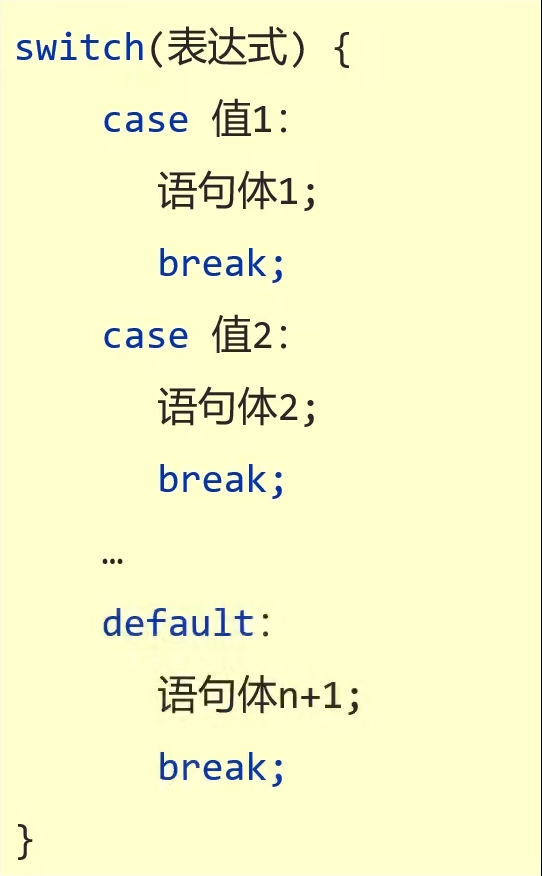 switch(表达式) {
case 值1:
语句体1;
break;
case 值2:
语句体2;
break;
…
default:
语句体n+1;
break;
}